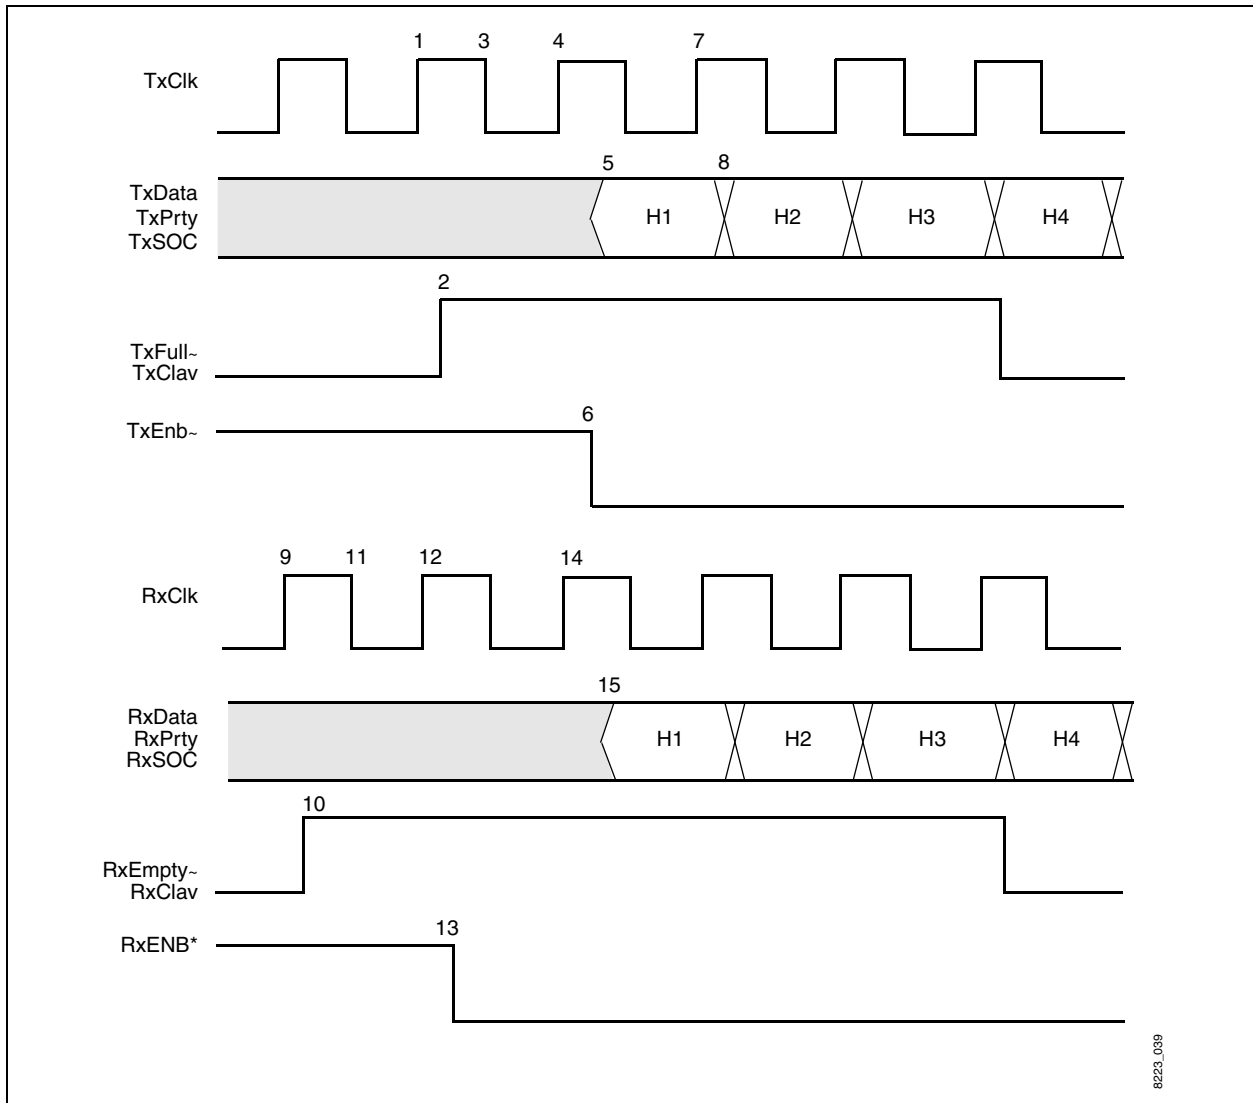 1 3 4 7
TxClk
5 8
TxData
TxPrty
TxSOC
H1 H2 H3 H4
2
TxFull~
TxClav
6
TxEnb~
9 11 12 14
RxClk
15
RxData
RxPrty
RxSOC
H1 H2 H3 H4
10
RxEmpty~
RxClav
13
RxENB*
8223_039